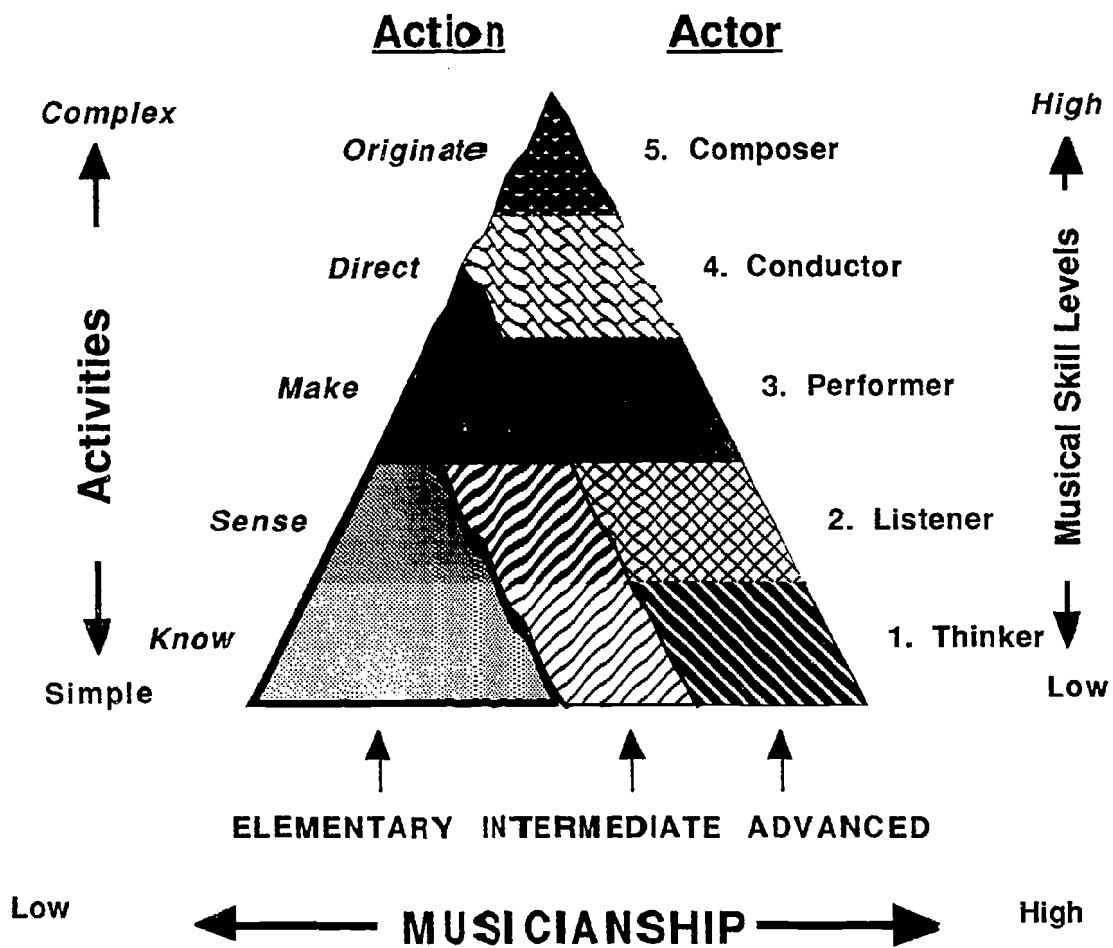 Action Actor
Complex High
Originate 5. Composer
Direct 4. Conductor
Activities
Musical Skill Levels
Make 3. Performer
Sense 2. Listener
Know 1. Thinker
Simple Low
ELEMENTARY INTERMEDIATE ADVANCED
Low MUSICIANSHIP High